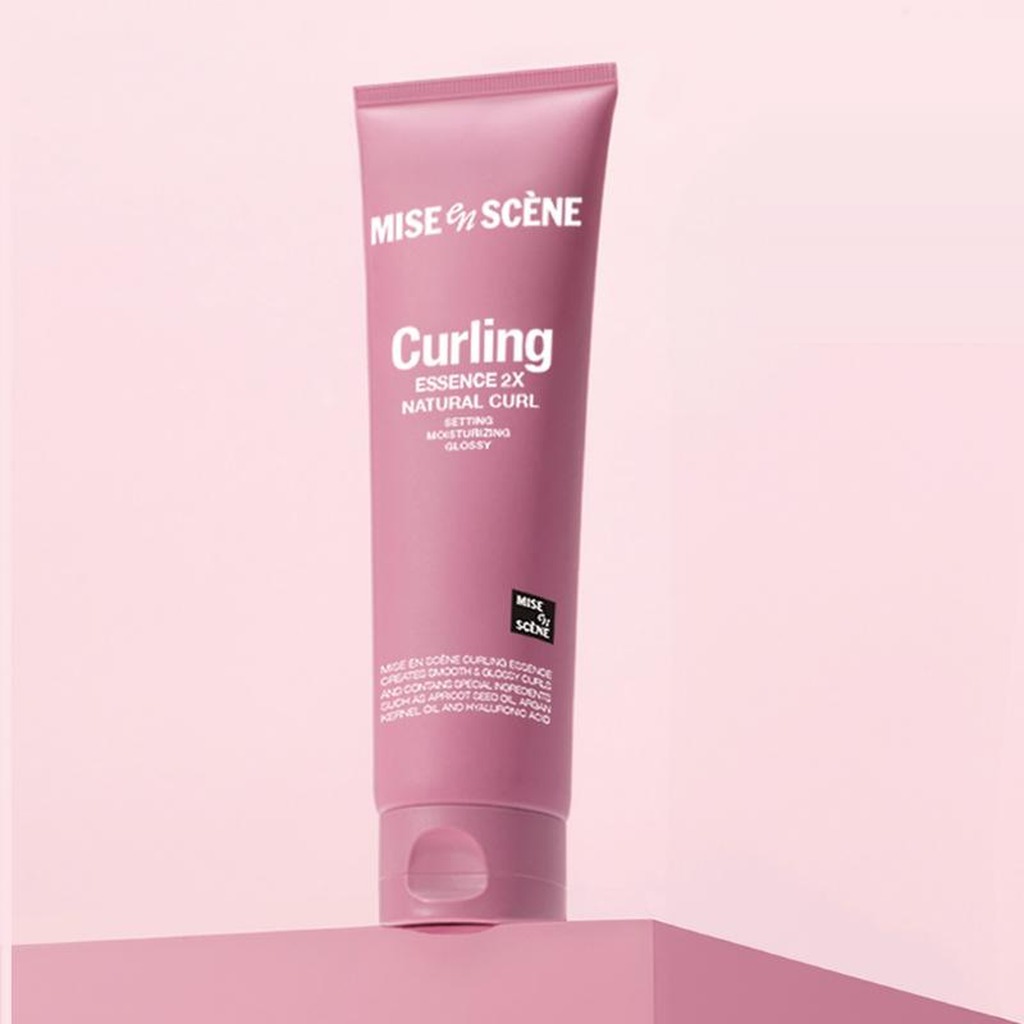 MISE en SCÈNE
Curling
ESSENCE 2X
NATURAL CURL
SETTING
MOISTURIZING
GLOSSY
MISE
en
SCÈNE
MISE EN SCÈNE CURLING ESSENCE
CREATES SMOOTH & GLOSSY CURLS
AND CONTAINS SPECIAL INGREDIENTS
SUCH AS APRICOT SEED OIL, ARGAN
KERNEL OIL AND HYALURONIC ACID